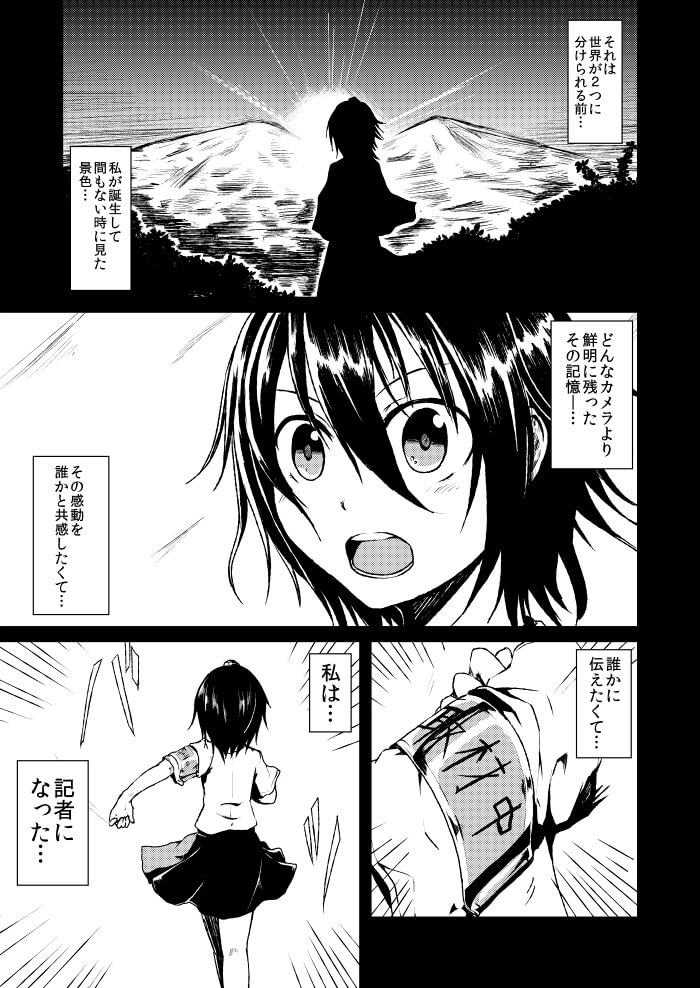 それは
世界が２つに
分けられる前…
私が誕生して
間もない時に見た
景色…
どんなカメラより
鮮明に残った
その記憶―…
その感動を
誰かと共感したくて…
誰かに
伝えたくて…
取材中
私は…
記者に
なった…